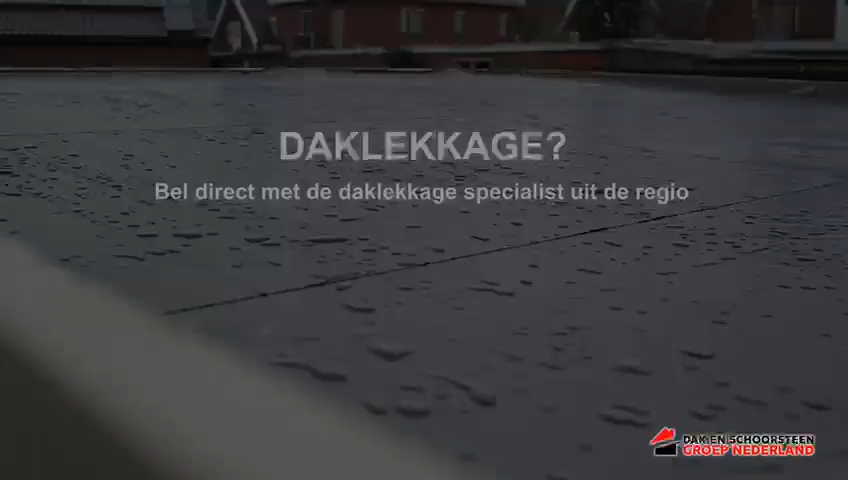 DAKLEKKAGE?
Bel direct met de daklekkage specialist uit de regio
DAK EN SCHOORSTEEN
GROEP NEDERLAND